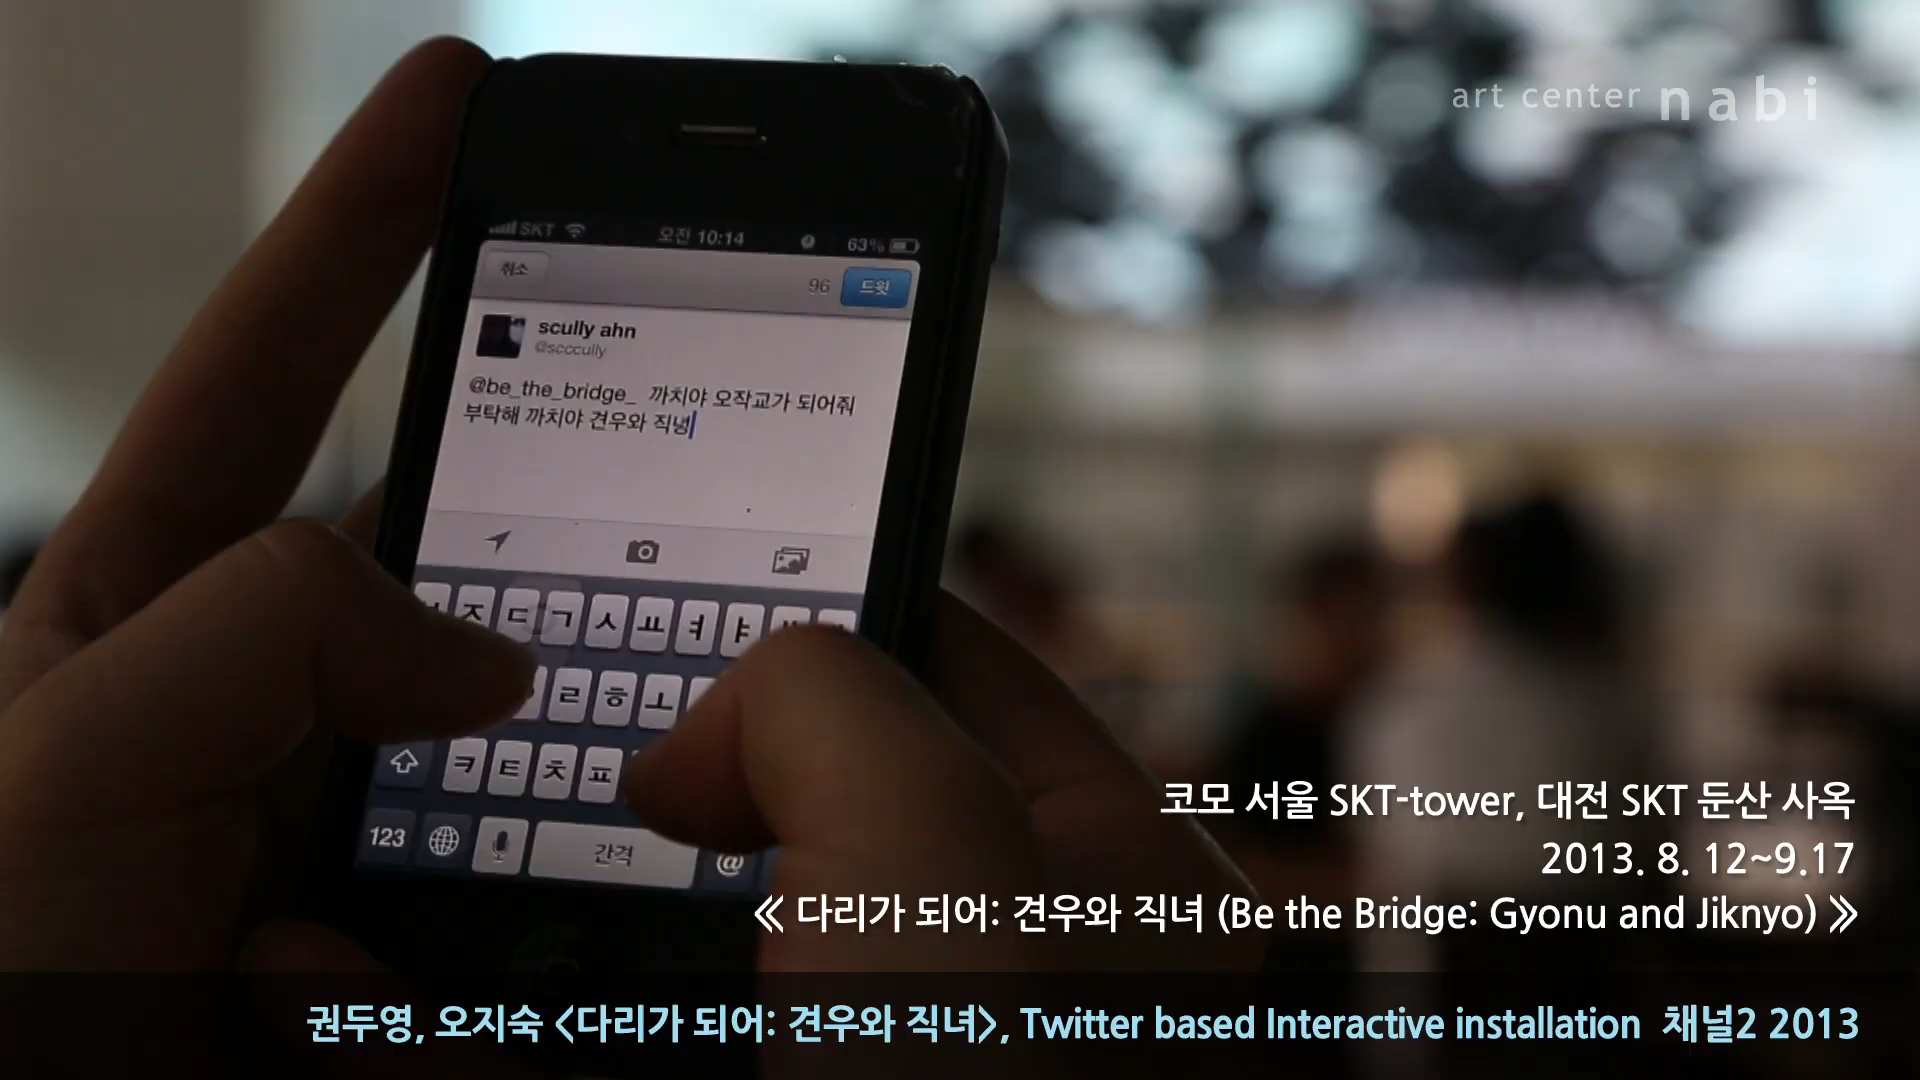 art center nabi
SKT 오전 10:14 63%
취소 96 드윗
scully ahn
@scccully
@be_the_bridge_ 까치야 오작교가 되어줘
부탁해 까치야 견우와 직녕
ㅈ ㄷ ㄱ ㅅ ㅛ ㅕ ㅑ
ㄹ ㅎ ㅗ
ㅋ ㅌ ㅊ ㅍ
123 간격 @
코모 서울 SKT-tower, 대전 SKT 둔산 사옥
2013. 8. 12~9.17
《 다리가 되어: 견우와 직녀 (Be the Bridge: Gyonu and Jiknyo) 》
권두영, 오지숙 <다리가 되어: 견우와 직녀>, Twitter based Interactive installation 채널2 2013